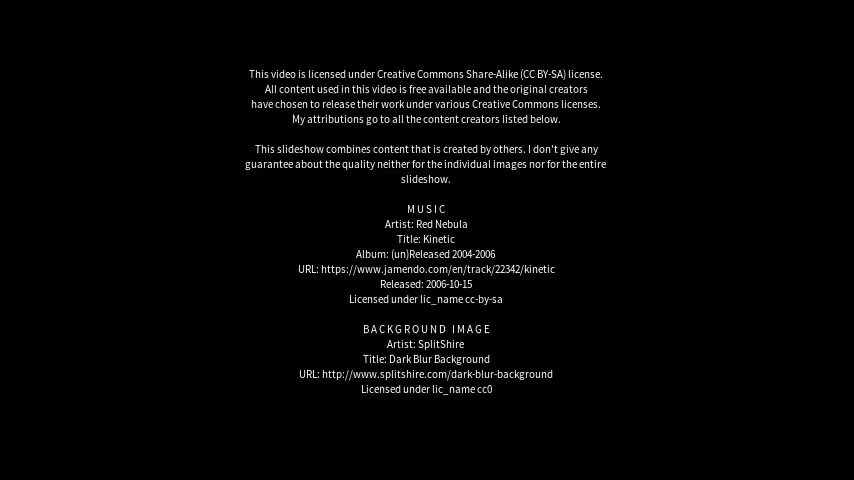 This video is licensed under Creative Commons Share-Alike (CC BY-SA) license.
All content used in this video is free available and the original creators
have chosen to release their work under various Creative Commons licenses.
My attributions go to all the content creators listed below.
This slideshow combines content that is created by others. I don't give any
guarantee about the quality neither for the individual images nor for the entire
slideshow.
MUSIC
Artist: Red Nebula
Title: Kinetic
Album: (un)Released 2004-2006
URL: https://www.jamendo.com/en/track/22342/kinetic
Released: 2006-10-15
Licensed under lic_name cc-by-sa
BACKGROUND IMAGE
Artist: SplitShire
Title: Dark Blur Background
URL: http://www.splitshire.com/dark-blur-background
Licensed under lic_name cc0